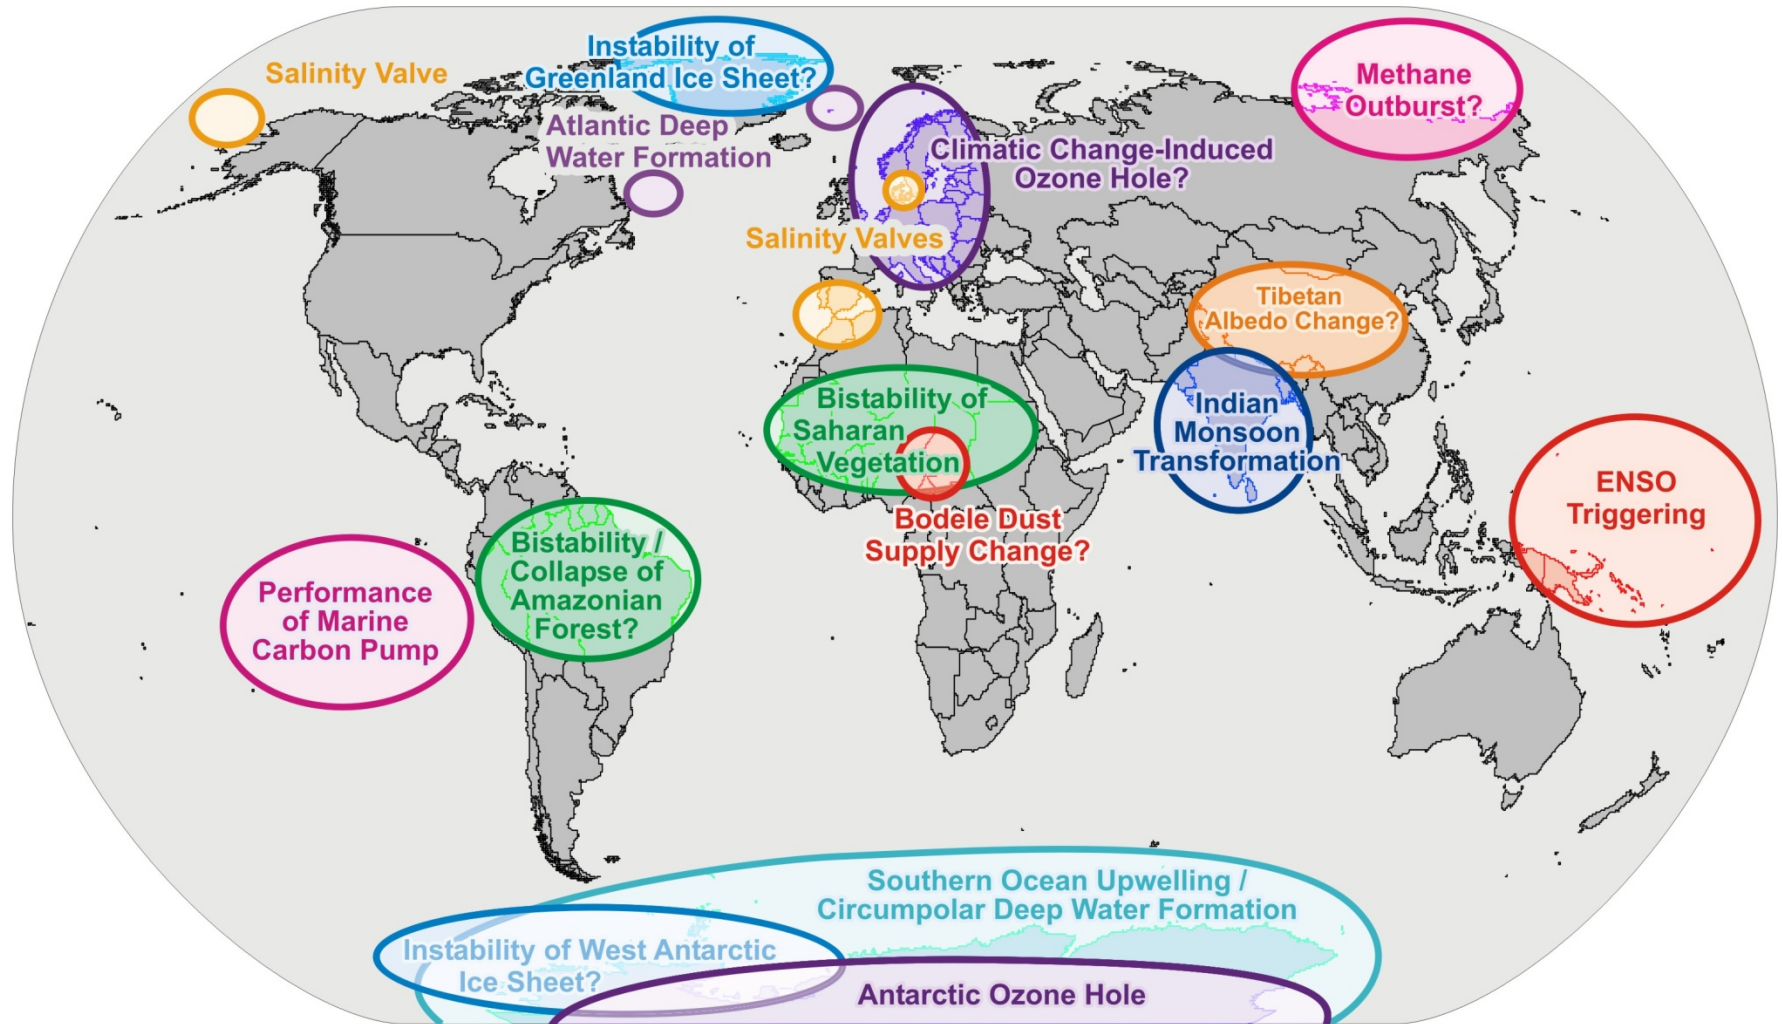 Salinity Valve
Instability of
Greenland Ice Sheet?
Methane
Outburst?
Atlantic Deep
Water Formation
Climatic Change-Induced
Ozone Hole?
Salinity Valves
Tibetan
Albedo Change?
Bistability of
Saharan
Vegetation
Indian
Monsoon
Transformation
ENSO
Triggering
Bodele Dust
Supply Change?
Bistability /
Collapse of
Amazonian
Forest?
Performance
of Marine
Carbon Pump
Southern Ocean Upwelling /
Circumpolar Deep Water Formation
Instability of West Antarctic
Ice Sheet?
Antarctic Ozone Hole